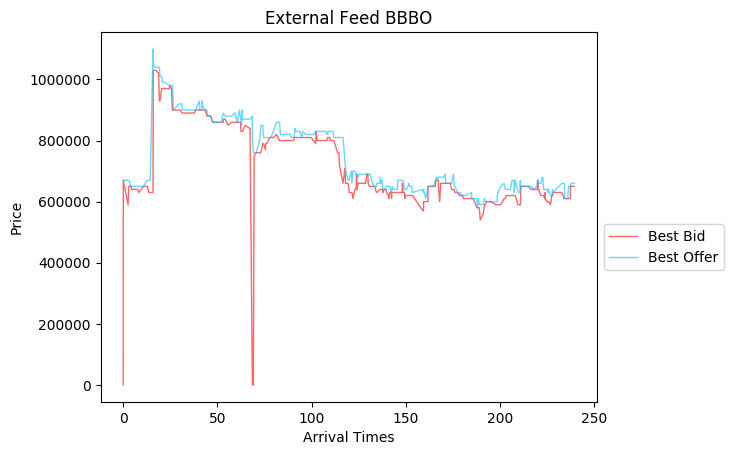 External Feed BBBO
Price
1000000
800000
600000
400000
200000
0
0 50 100 150 200 250
Arrival Times
Best Bid
Best Offer